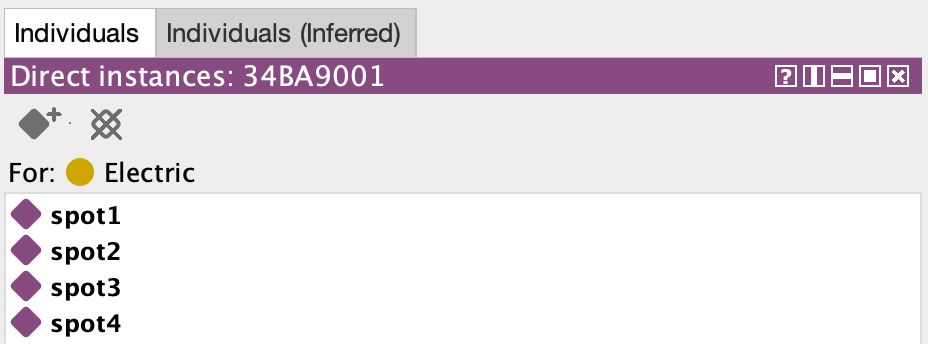 Individuals Individuals (Inferred)
Direct instances: 34BA9001
For: Electric
spot1
spot2
spot3
spot4